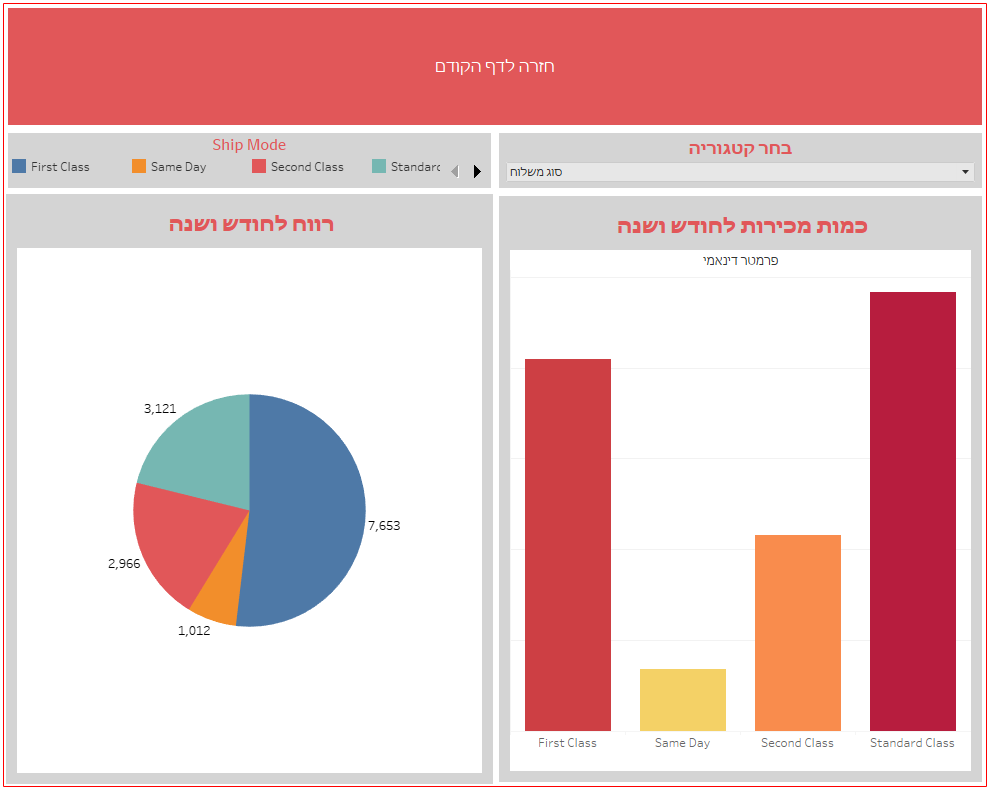 חזרה לדף הקודם
Ship Mode
First Class
Same Day
Second Class
Standard
בחר קטגוריה
סוג משלוח
רווח לחודש ושנה
3,121
7,653
2,966
1,012
כמות מכירות לחודש ושנה
פרמטר דינאמי
First Class
Same Day
Second Class
Standard Class